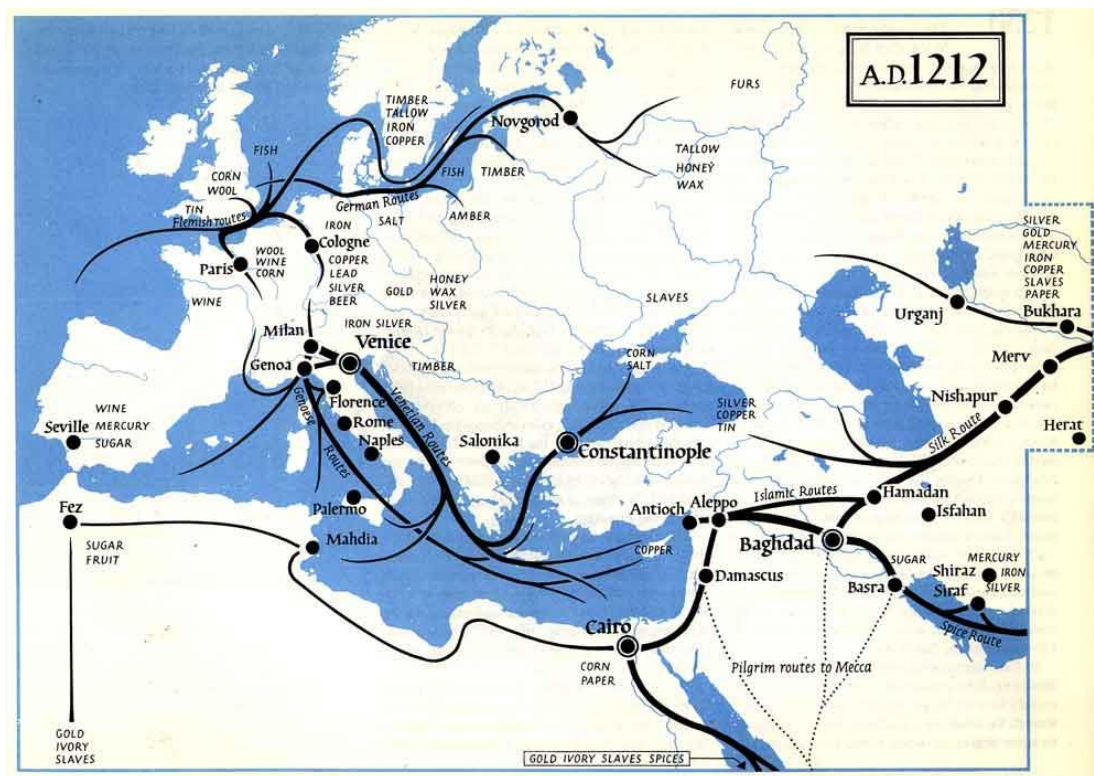 A.D.1212
FURS
TIMBER
TALLOW
IRON
COPPER
Novgorod
FISH
TALLOW
HONEY
WAX
FISH
TIMBER
CORN
WOOL
German Routes
AMBER
TIN
Flemish routes
SALT
IRON
Cologne
SILVER
GOLD
MERCURY
IRON
COPPER
SLAVES
PAPER
WOOL
WINE
CORN
Paris
COPPER
LEAD
SILVER
BEER
GOLD
HONEY
WAX
SILVER
WINE
SLAVES
Urganj
Bukhara
IRON SILVER
Milan
Venice
Genoa
TIMBER
CORN
SALT
Merv
Florence
Genoese
Routes
Venetian Routes
Nishapur
WINE
MERCURY
SUGAR
Seville
Rome
Naples
Salonika
Constantinople
SILVER
COPPER
TIN
Silk Route
Herat
Fez
Palermo
Antioch
Aleppo
Islamic Routes
Hamadan
Isfahan
SUGAR
FRUIT
Mahdia
COPPER
Baghdad
Damascus
SUGAR
Basra
MERCURY
IRON
SILVER
Shiraz
Siraf
Spice Route
Cairo
CORN
PAPER
Pilgrim routes to Mecca
GOLD
IVORY
SLAVES
GOLD IVORY SLAVES SPICES